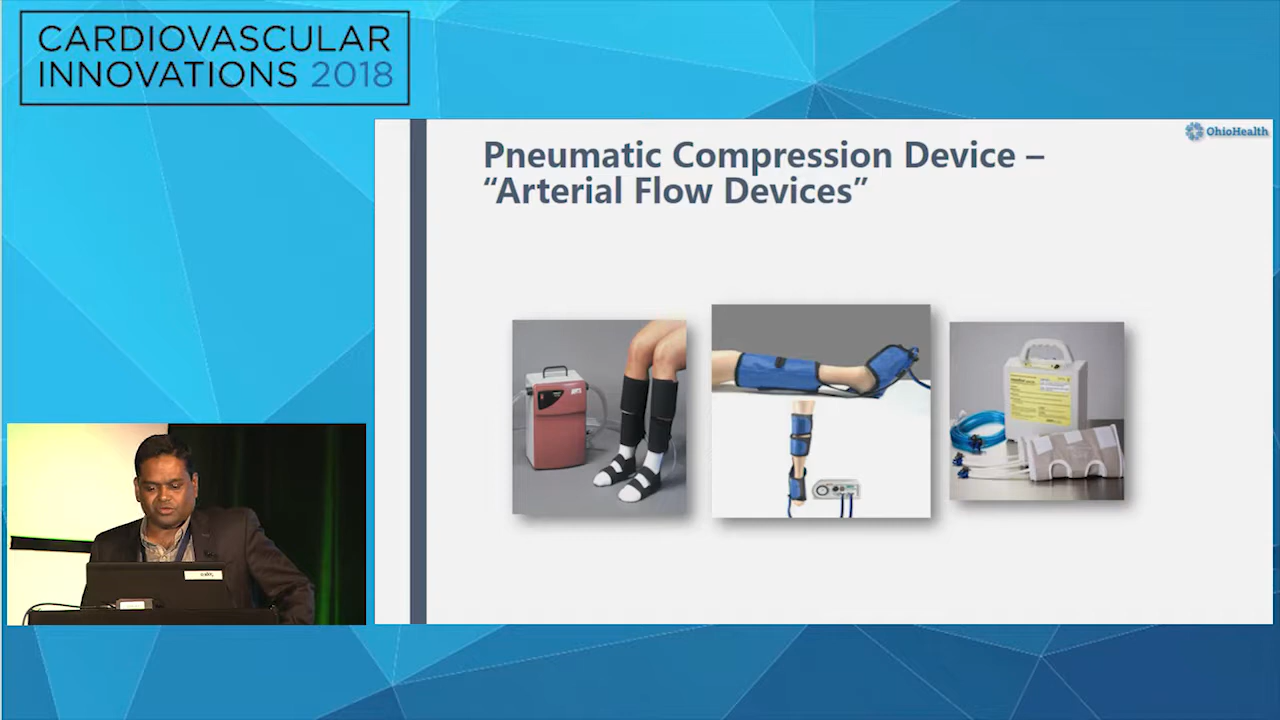 CARDIOVASCULAR
INNOVATIONS 2018
OhioHealth
Pneumatic Compression Device –
“Arterial Flow Devices”